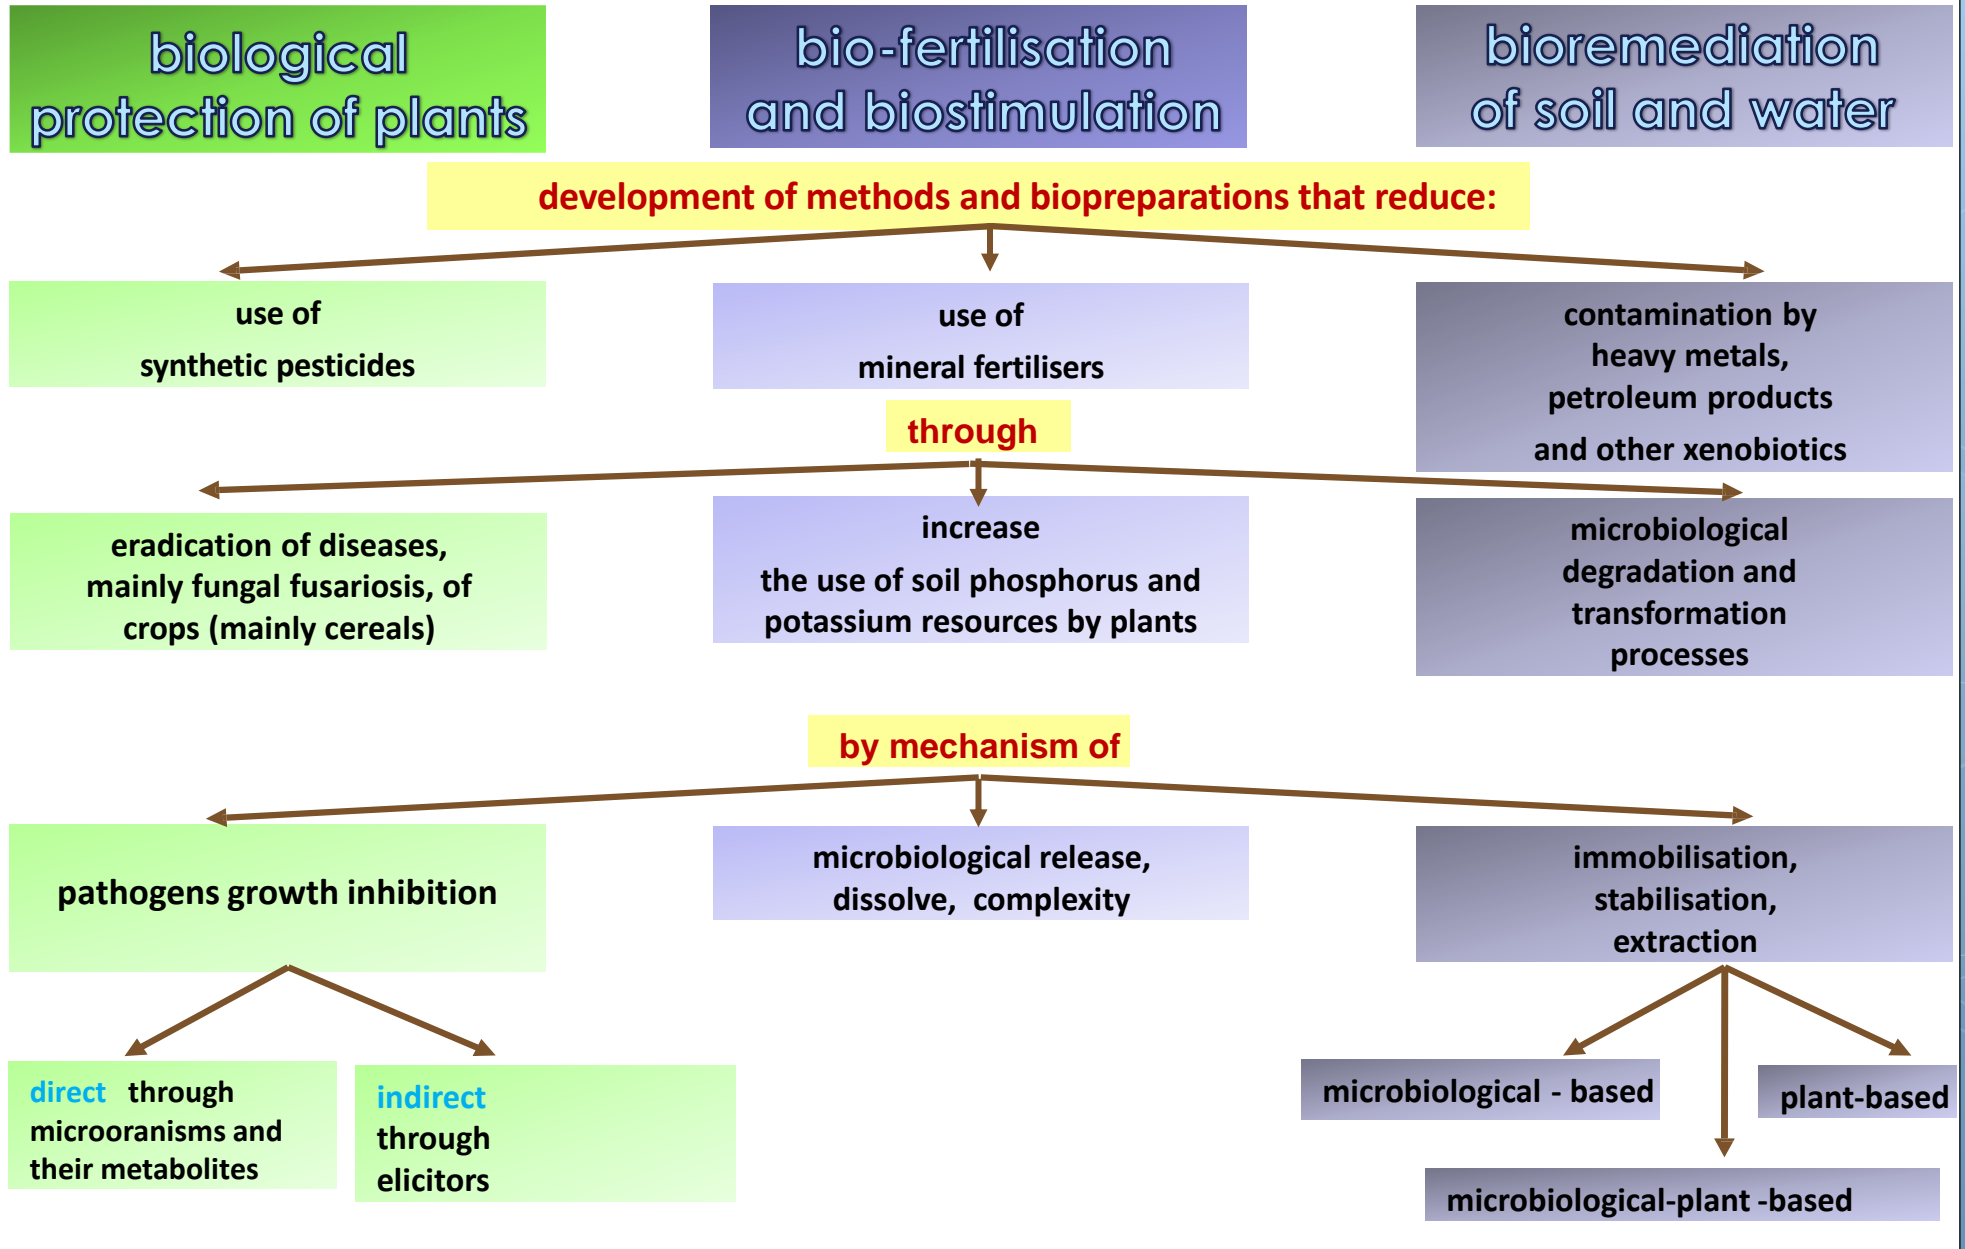 biological
protection of plants
bio-fertilisation
and biostimulation
bioremediation
of soil and water
development of methods and biopreparations that reduce:
use of
synthetic pesticides
use of
mineral fertilisers
contamination by
heavy metals,
petroleum products
and other xenobiotics
through
eradication of diseases,
mainly fungal fusariosis, of
crops (mainly cereals)
increase
the use of soil phosphorus and
potassium resources by plants
microbiological
degradation and
transformation
processes
by mechanism of
pathogens growth inhibition
microbiological release,
dissolve, complexity
immobilisation,
stabilisation,
extraction
direct through
microoranisms and
their metabolites
indirect
through
elicitors
microbiological - based
plant-based
microbiological-plant -based